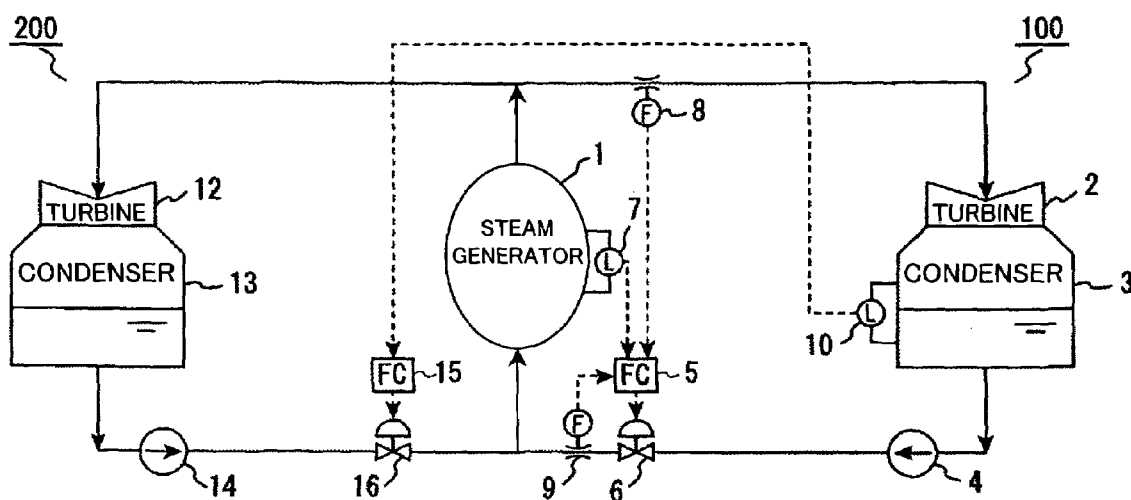 200
100
8
1
12
TURBINE
7
2
TURBINE
STEAM
GENERATOR
L
F
CONDENSER
13
CONDENSER
3
L
10
FC
15
FC
5
F
14
16
9
6
4